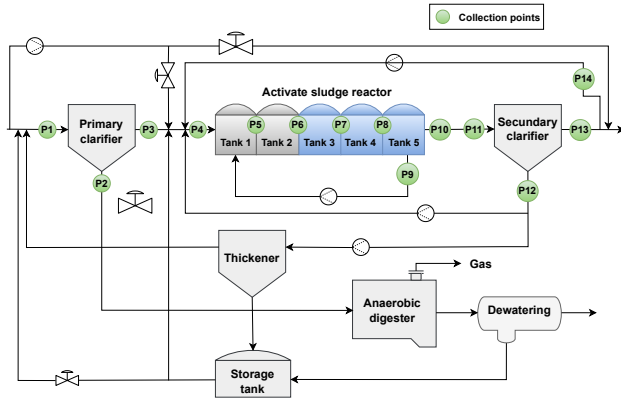 Collection points
P14
Activate sludge reactor
P1
Primary
clarifier
P3
P4
P5
P6
P7
P8
Tank 1
Tank 2
Tank 3
Tank 4
Tank 5
P10
P11
Secundary
clarifier
P13
P2
P9
P12
Thickener
Gas
Anaerobic
digester
Dewatering
Storage
tank